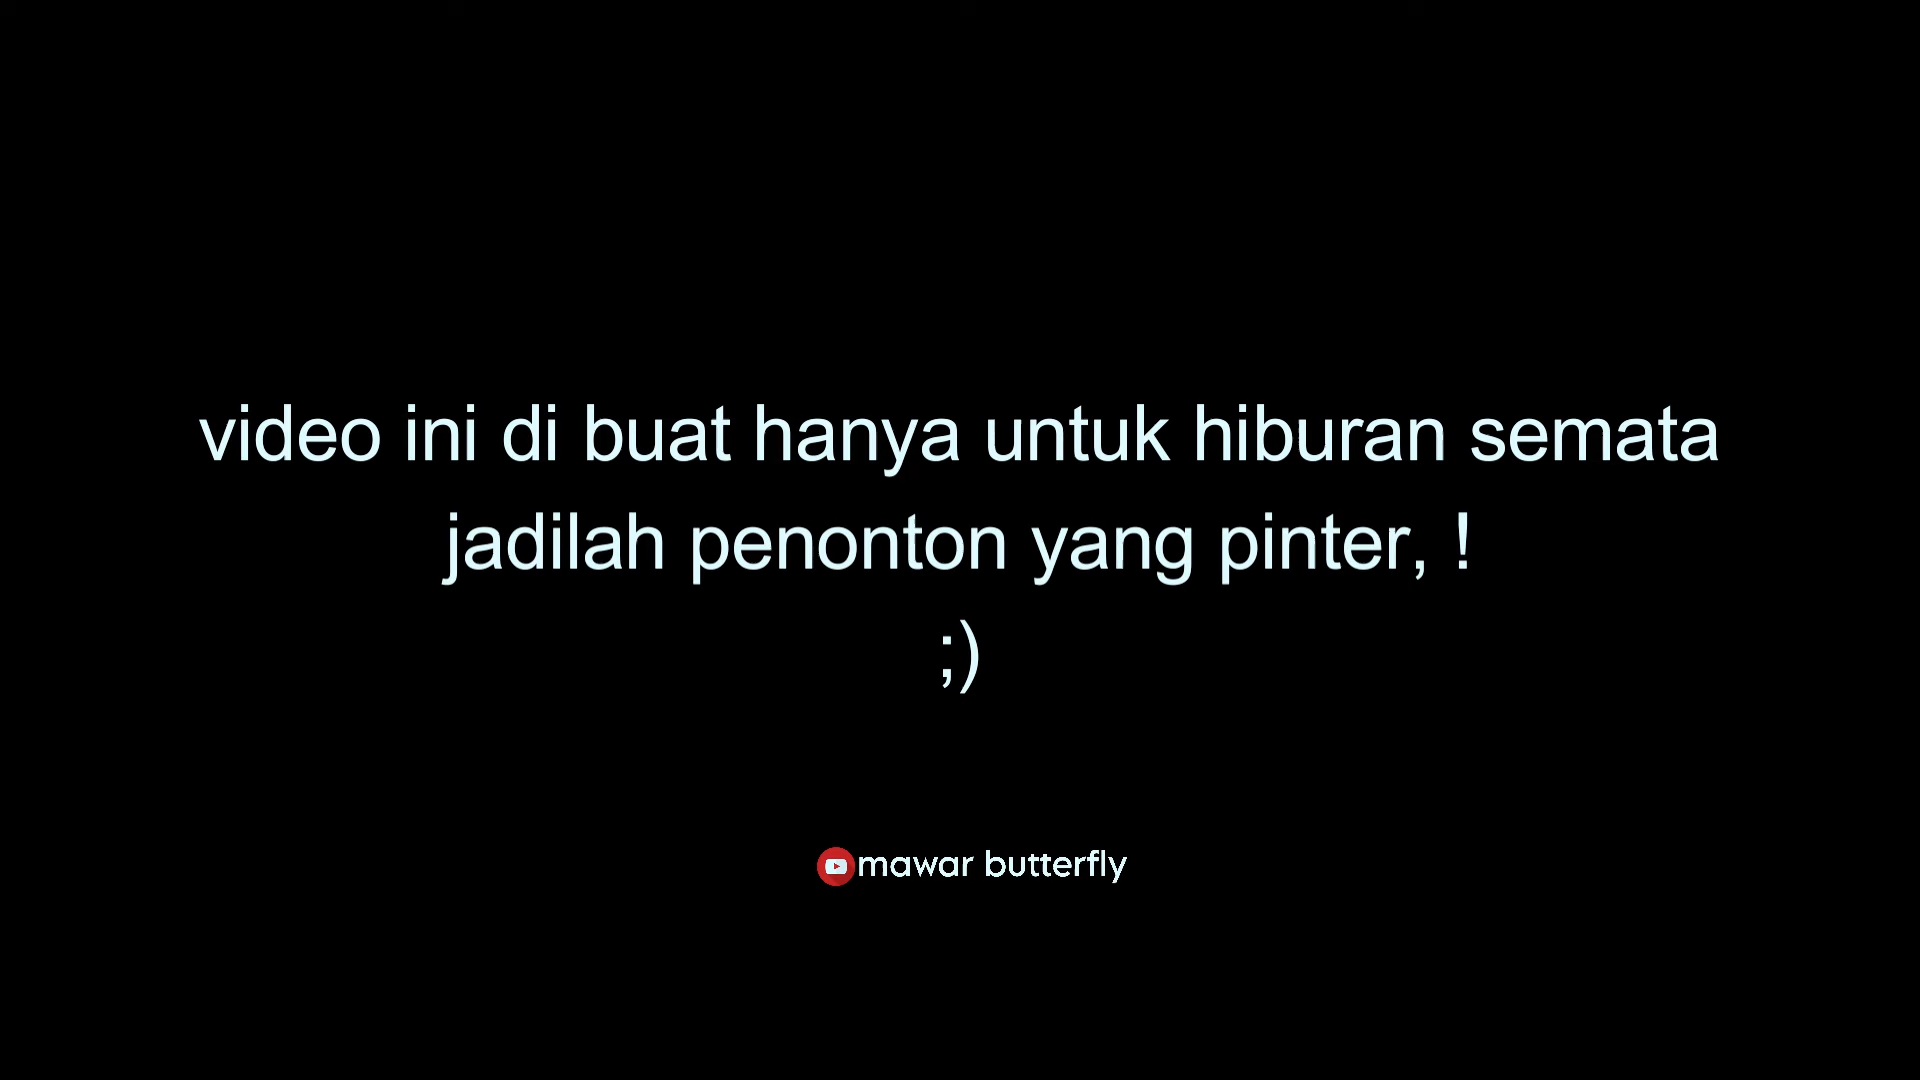 video ini di buat hanya untuk hiburan semata
jadilah penonton yang pinter, !
;)
mawar butterfly